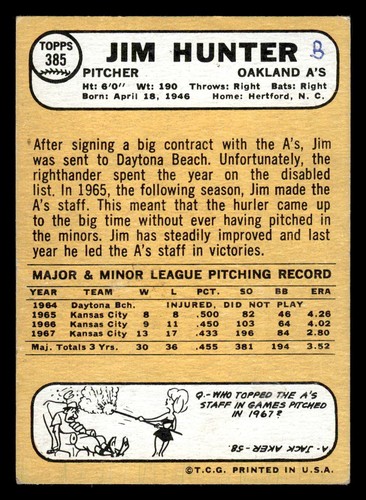 TOPPS
385
JIM HUNTER B
PITCHER OAKLAND A'S
Ht: 6'0" Wt: 190 Throws: Right Bats: Right
Born: April 18, 1946 Home: Hertford, N. C.
After signing a big contract with the A's, Jim
was sent to Daytona Beach. Unfortunately, the
righthander spent the year on the disabled
list. In 1965, the following season, Jim made the
A's staff. This meant that the hurler came up
to the big time without ever having pitched in
the minors. Jim has steadily improved and last
year he led the A's staff in victories.
MAJOR & MINOR LEAGUE PITCHING RECORD
YEAR TEAM W L PCT. SO BB ERA
1964 Daytona Bch. INJURED, DID NOT PLAY
1965 Kansas City 8 8 .500 82 46 4.26
1966 Kansas City 9 11 .450 103 64 4.02
1967 Kansas City 13 17 .433 196 84 2.80
Maj. Totals 3 Yrs. 30 36 .455 381 194 3.52
Q.-WHO TOPPED THE A'S
STAFF IN GAMES PITCHED
IN 1967?
A- JACK AKER-58.
©T.C.G. PRINTED IN U.S.A.